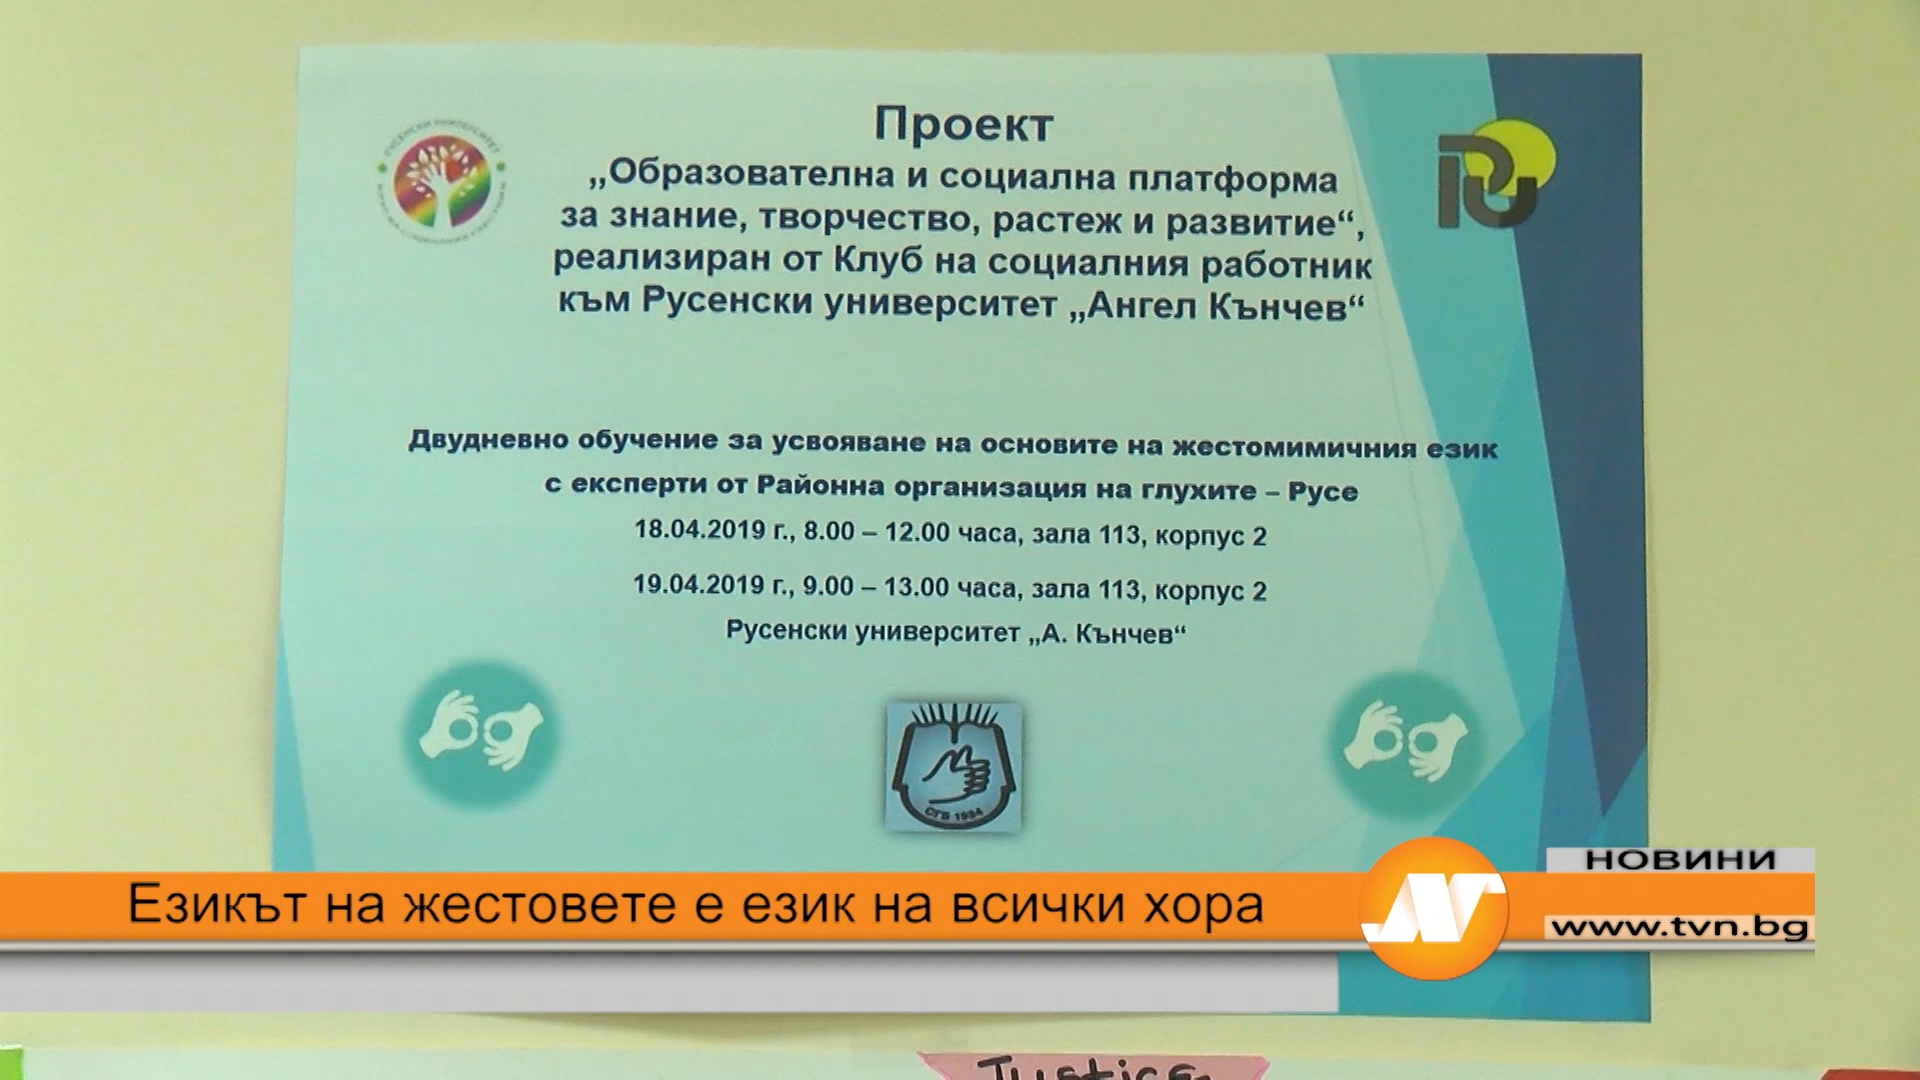 Проект
„Образователна и социална платформа
за знание, творчество, растеж и развитие“,
реализиран от Клуб на социалния работник
към Русенски университет „Ангел Кънчев“
Двудневно обучение за усвояване на основите на жестомимичния език
с експерти от Районна организация на глухите – Русе
18.04.2019 г., 8.00 – 12.00 часа, зала 113, корпус 2
19.04.2019 г., 9.00 – 13.00 часа, зала 113, корпус 2
Русенски университет „А. Кънчев“
РУСЕНСКИ УНИВЕРСИТЕТ
РU
СГБ 1934
Езикът на жестовете е език на всички хора
НОВИНИ
www.tvn.bg
Justice